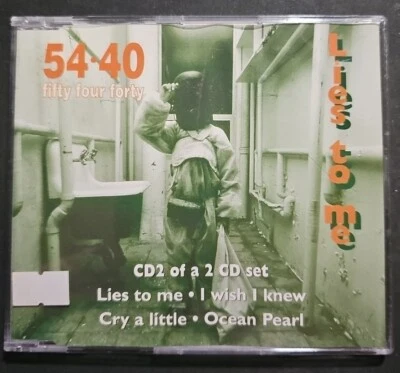 54·40
fifty four forty
Lies to me
CD2 of a 2 CD set
Lies to me • I wish I knew
Cry a little • Ocean Pearl